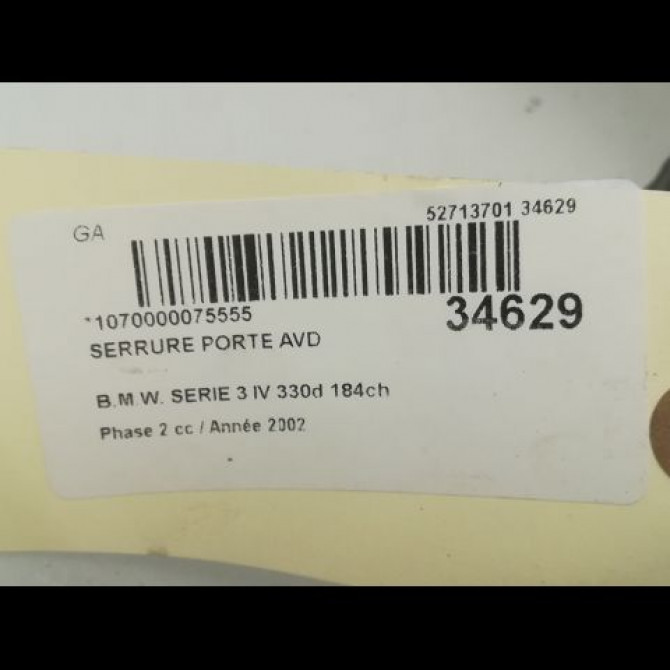 GA
52713701 34629
*1070000075555
34629
SERRURE PORTE AVD
B.M.W. SERIE 3 IV 330d 184ch
Phase 2 cc / Année 2002